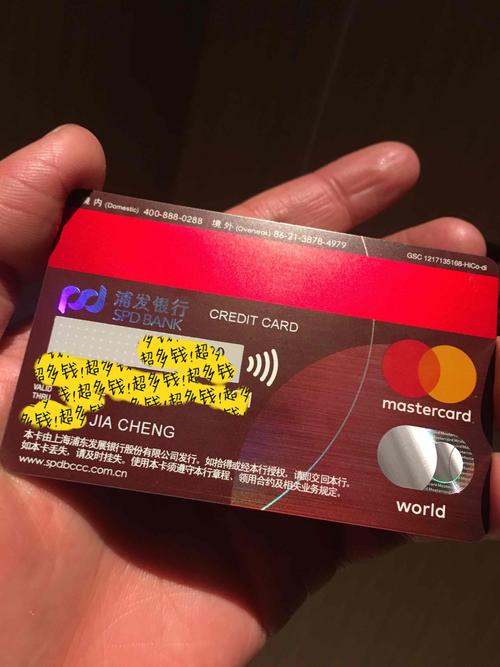 境内 (Domestic) 400-888-0288 境外 (Overseas) 86-21-3878-4979
GSC 1217135168-HiCo-di
浦发银行
SPD BANK
CREDIT CARD
超多钱!超多
超多钱!超多钱!超多
超多钱!超多钱!超多钱!
VALID
THRU
超多钱!
JIA CHENG
mastercard
本卡由上海浦东发展银行股份有限公司发行。如拾得或经本行授权，请即交回本行。
如本卡丢失，请及时挂失。使用本卡须遵守本行章程、领用合约及相关业务规定。
www.spdbccc.com.cn
world